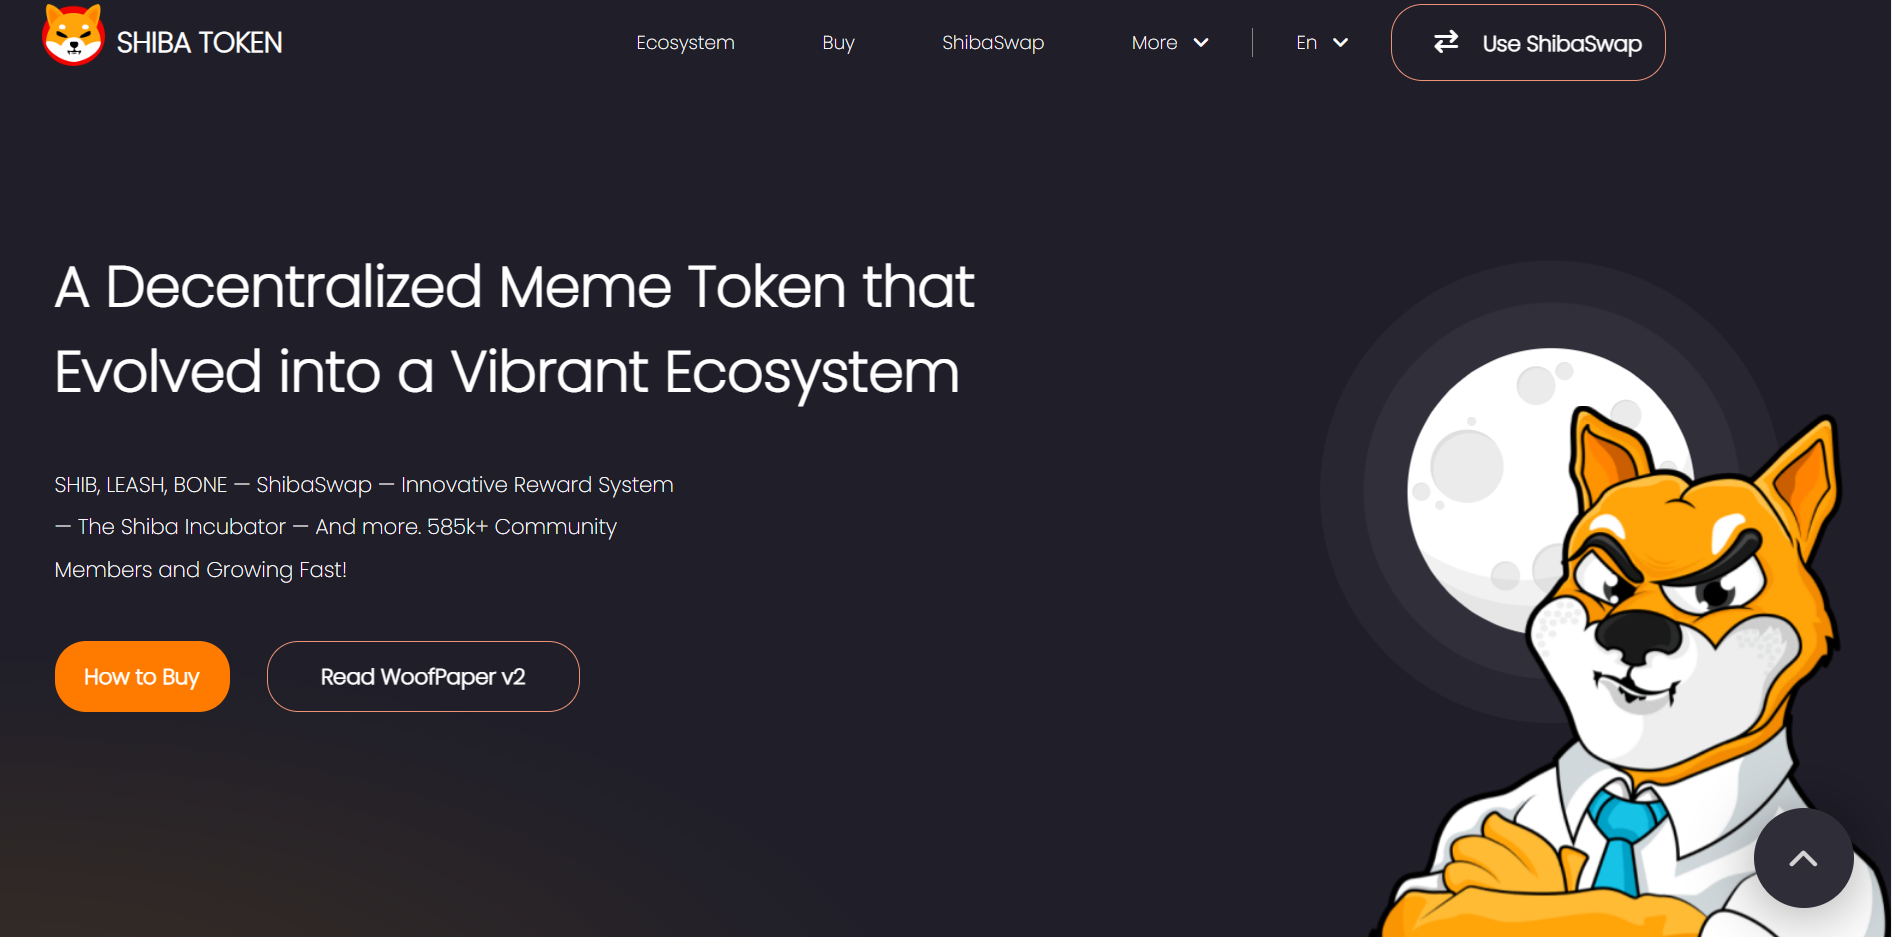 SHIBA TOKEN
Ecosystem
Buy
ShibaSwap
More
En
Use ShibaSwap
A Decentralized Meme Token that
Evolved into a Vibrant Ecosystem
SHIB, LEASH, BONE — ShibaSwap — Innovative Reward System
— The Shiba Incubator — And more. 585k+ Community
Members and Growing Fast!
How to Buy
Read WoofPaper v2